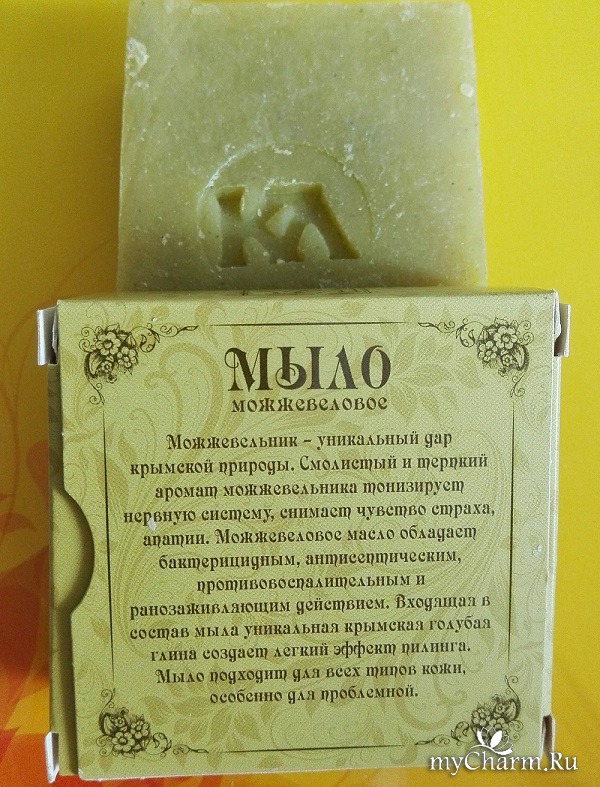 КЛ
МЫЛО
можжевеловое
Можжевельник – уникальный дар
крымской природы. Смолистый и терпкий
аромат можжевельника тонизирует
нервную систему, снимает чувство страха,
апатии. Можжевеловое масло обладает
бактерицидным, антисептическим,
противовоспалительным и
ранозаживляющим действием. Входящая в
состав мыла уникальная крымская голубая
глина создает легкий эффект пилинга.
Мыло подходит для всех типов кожи,
особенно для проблемной.
myCharm.Ru